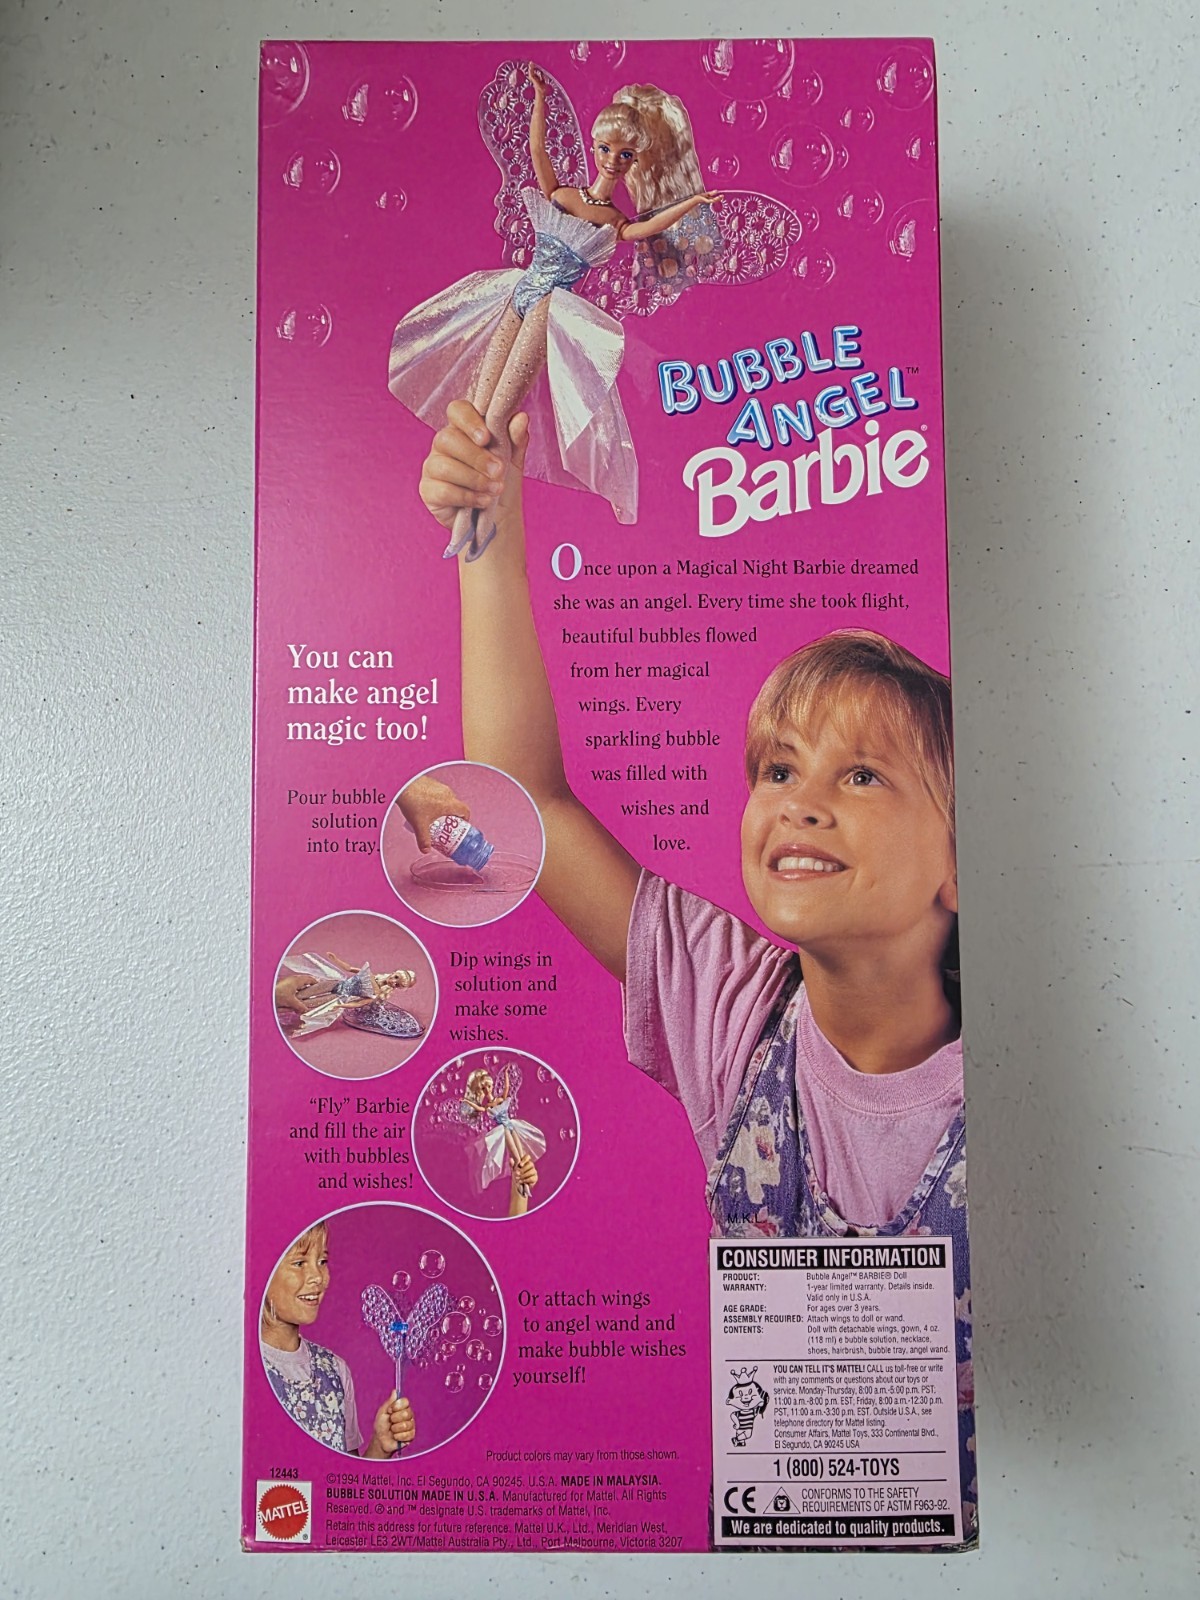 BUBBLE
ANGEL™
Barbie®
Once upon a Magical Night Barbie dreamed
she was an angel. Every time she took flight,
beautiful bubbles flowed
from her magical
wings. Every
sparkling bubble
was filled with
wishes and
love.
You can
make angel
magic too!
Pour bubble
solution
into tray.
Dip wings in
solution and
make some
wishes.
“Fly” Barbie
and fill the air
with bubbles
and wishes!
Or attach wings
to angel wand and
make bubble wishes
yourself!
Product colors may vary from those shown.
M.K.L.
CONSUMER INFORMATION
PRODUCT: Bubble Angel™ BARBIE® Doll
WARRANTY: 1-year limited warranty. Details inside.
Valid only in U.S.A.
AGE GRADE: For ages over 3 years.
ASSEMBLY REQUIRED: Attach wings to doll or wand.
CONTENTS: Doll with detachable wings, gown, 4 oz.
(118 ml) e bubble solution, necklace,
shoes, hairbrush, bubble tray, angel wand.
YOU CAN TELL IT'S MATTEL! CALL us toll-free or write
with any comments or questions about our toys or
service. Monday-Thursday, 8:00 a.m.-5:00 p.m. PST,
11:00 a.m.-8:00 p.m. EST; Friday, 8:00 a.m.-12:30 p.m.
PST, 11:00 a.m.-3:30 p.m. EST. Outside U.S.A., see
telephone directory for Mattel listing.
Consumer Affairs, Mattel Toys, 333 Continental Blvd.,
El Segundo, CA 90245 USA
1 (800) 524-TOYS
CE
CONFORMS TO THE SAFETY
REQUIREMENTS OF ASTM F963-92.
We are dedicated to quality products.
12443
MATTEL®
©1994 Mattel, Inc. El Segundo, CA 90245. U.S.A. MADE IN MALAYSIA.
BUBBLE SOLUTION MADE IN U.S.A. Manufactured for Mattel. All Rights
Reserved. ® and ™ designate U.S. trademarks of Mattel, Inc.
Retain this address for future reference: Mattel U.K., Ltd., Meridian West,
Leicester LE3 2WT/Mattel Australia Pty., Ltd., Port Melbourne, Victoria 3207